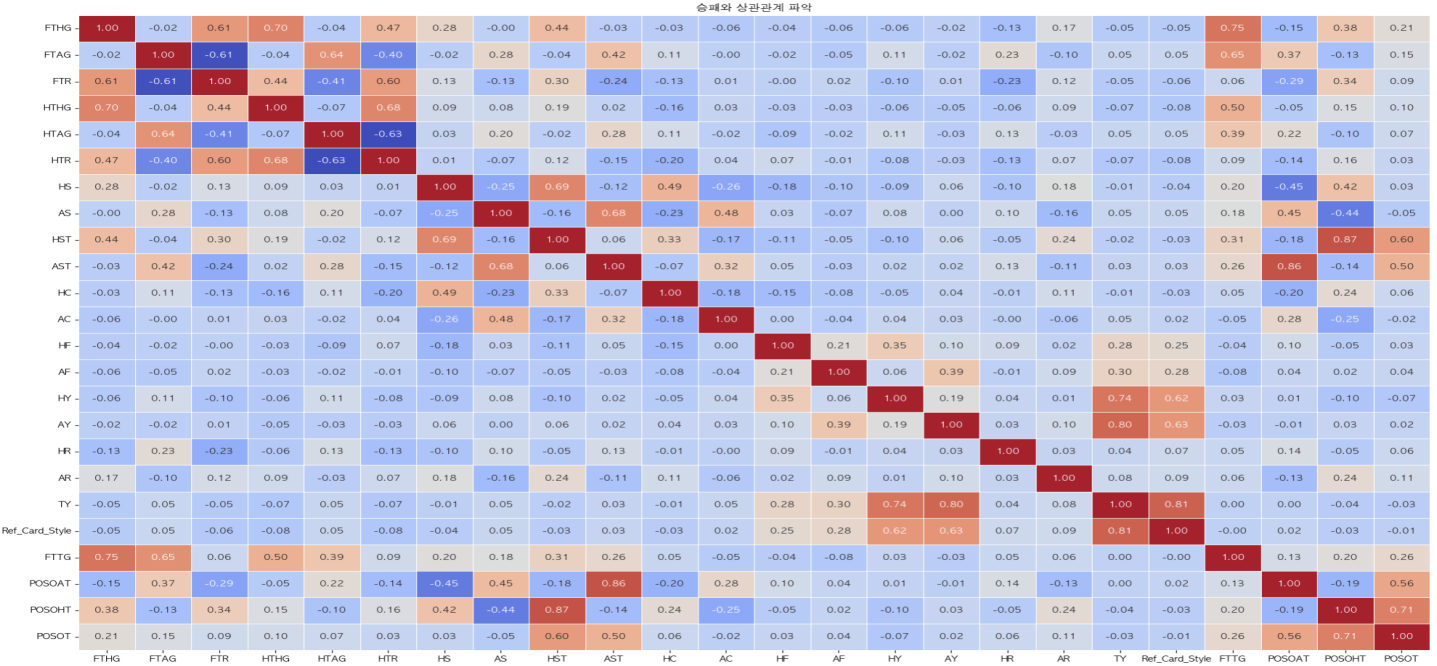 승패와 상관관계 파악
FTHG 1.00 -0.02 0.61 0.70 -0.04 0.47 0.28 -0.00 0.44 -0.03 -0.03 -0.06 -0.04 -0.06 -0.06 -0.02 -0.13 0.17 -0.05 -0.05 0.75 -0.15 0.38 0.21
FTAG -0.02 1.00 -0.61 -0.04 0.64 -0.40 -0.02 0.28 -0.04 0.42 0.11 -0.00 -0.02 -0.05 0.11 -0.02 0.23 -0.10 0.05 0.05 0.65 0.37 -0.13 0.15
FTR 0.61 -0.61 1.00 0.44 -0.41 0.60 0.13 -0.13 0.30 -0.24 -0.13 0.01 -0.00 0.02 -0.10 0.01 -0.23 0.12 -0.05 -0.06 0.06 -0.29 0.34 0.09
HTHG 0.70 -0.04 0.44 1.00 -0.07 0.68 0.09 0.08 0.19 0.02 -0.16 0.03 -0.03 -0.03 -0.06 -0.05 -0.06 0.09 -0.07 -0.08 0.50 -0.05 0.15 0.10
HTAG -0.04 0.64 -0.41 -0.07 1.00 -0.63 0.03 0.20 -0.02 0.28 0.11 -0.02 -0.09 -0.02 0.11 -0.03 0.13 -0.03 0.05 0.05 0.39 0.22 -0.10 0.07
HTR 0.47 -0.40 0.60 0.68 -0.63 1.00 0.01 -0.07 0.12 -0.15 -0.20 0.04 0.07 -0.01 -0.08 -0.03 -0.13 0.07 -0.07 -0.08 0.09 -0.14 0.16 0.03
HS 0.28 -0.02 0.13 0.09 0.03 0.01 1.00 -0.25 0.69 -0.12 0.49 -0.26 -0.18 -0.10 -0.09 0.06 -0.10 0.18 -0.01 -0.04 0.20 -0.45 0.42 0.03
AS -0.00 0.28 -0.13 0.08 0.20 -0.07 -0.25 1.00 -0.16 0.68 -0.23 0.48 0.03 -0.07 0.08 0.00 0.10 -0.16 0.05 0.05 0.18 0.45 -0.44 -0.05
HST 0.44 -0.04 0.30 0.19 -0.02 0.12 0.69 -0.16 1.00 0.06 0.33 -0.17 -0.11 -0.05 -0.10 0.06 -0.05 0.24 -0.02 -0.03 0.31 -0.18 0.87 0.60
AST -0.03 0.42 -0.24 0.02 0.28 -0.15 -0.12 0.68 0.06 1.00 -0.07 0.32 0.05 -0.03 0.02 0.02 0.13 -0.11 0.03 0.03 0.26 0.86 -0.14 0.50
HC -0.03 0.11 -0.13 -0.16 0.11 -0.20 0.49 -0.23 0.33 -0.07 1.00 -0.18 -0.15 -0.08 -0.05 0.04 -0.01 0.11 -0.01 -0.03 0.05 -0.20 0.24 0.06
AC -0.06 -0.00 0.01 0.03 -0.02 0.04 -0.26 0.48 -0.17 0.32 -0.18 1.00 0.00 -0.04 0.04 0.03 -0.00 -0.06 0.05 0.02 -0.05 0.28 -0.25 -0.02
HF -0.04 -0.02 -0.00 -0.03 -0.09 0.07 -0.18 0.03 -0.11 0.05 -0.15 0.00 1.00 0.21 0.35 0.10 0.09 0.02 0.28 0.25 -0.04 0.10 -0.05 0.03
AF -0.06 -0.05 0.02 -0.03 -0.02 -0.01 -0.10 -0.07 -0.05 -0.03 -0.08 -0.04 0.21 1.00 0.06 0.39 -0.01 0.09 0.30 0.28 -0.08 0.04 0.02 0.04
HY -0.06 0.11 -0.10 -0.06 0.11 -0.08 -0.09 0.08 -0.10 0.02 -0.05 0.04 0.35 0.06 1.00 0.19 0.04 0.01 0.74 0.62 0.03 0.01 -0.10 -0.07
AY -0.02 -0.02 0.01 -0.05 -0.03 -0.03 0.06 0.00 0.06 0.02 0.04 0.03 0.10 0.39 0.19 1.00 0.03 0.10 0.80 0.63 -0.03 -0.01 0.03 0.02
HR -0.13 0.23 -0.23 -0.06 0.13 -0.13 -0.10 0.10 -0.05 0.13 -0.01 -0.00 0.09 -0.01 0.04 0.03 1.00 0.03 0.04 0.07 0.05 0.14 -0.05 0.06
AR 0.17 -0.10 0.12 0.09 -0.03 0.07 0.18 -0.16 0.24 -0.11 0.11 -0.06 0.02 0.09 0.01 0.10 0.03 1.00 0.08 0.09 0.06 -0.13 0.24 0.11
TY -0.05 0.05 -0.05 -0.07 0.05 -0.07 -0.01 0.05 -0.02 0.03 -0.01 0.05 0.28 0.30 0.74 0.80 0.04 0.08 1.00 0.81 0.00 0.00 -0.04 -0.03
Ref_Card_Style -0.05 0.05 -0.06 -0.08 0.05 -0.08 -0.04 0.05 -0.03 0.03 -0.03 0.02 0.25 0.28 0.62 0.63 0.07 0.09 0.81 1.00 -0.00 0.02 -0.03 -0.01
FTTG 0.75 0.65 0.06 0.50 0.39 0.09 0.20 0.18 0.31 0.26 0.05 -0.05 -0.04 -0.08 0.03 -0.03 0.05 0.06 0.00 -0.00 1.00 0.13 0.20 0.26
POSOAT -0.15 0.37 -0.29 -0.05 0.22 -0.14 -0.45 0.45 -0.18 0.86 -0.20 0.28 0.10 0.04 0.01 -0.01 0.14 -0.13 0.00 0.02 0.13 1.00 -0.19 0.56
POSOHT 0.38 -0.13 0.34 0.15 -0.10 0.16 0.42 -0.44 0.87 -0.14 0.24 -0.25 -0.05 0.02 -0.10 0.03 -0.05 0.24 -0.04 -0.03 0.20 -0.19 1.00 0.71
POSOT 0.21 0.15 0.09 0.10 0.07 0.03 0.03 -0.05 0.60 0.50 0.06 -0.02 0.03 0.04 -0.07 0.02 0.06 0.11 -0.03 -0.01 0.26 0.56 0.71 1.00
FTHG FTAG FTR HTHG HTAG HTR HS AS HST AST HC AC HF AF HY AY HR AR TY Ref_Card_Style FTTG POSOAT POSOHT POSOT